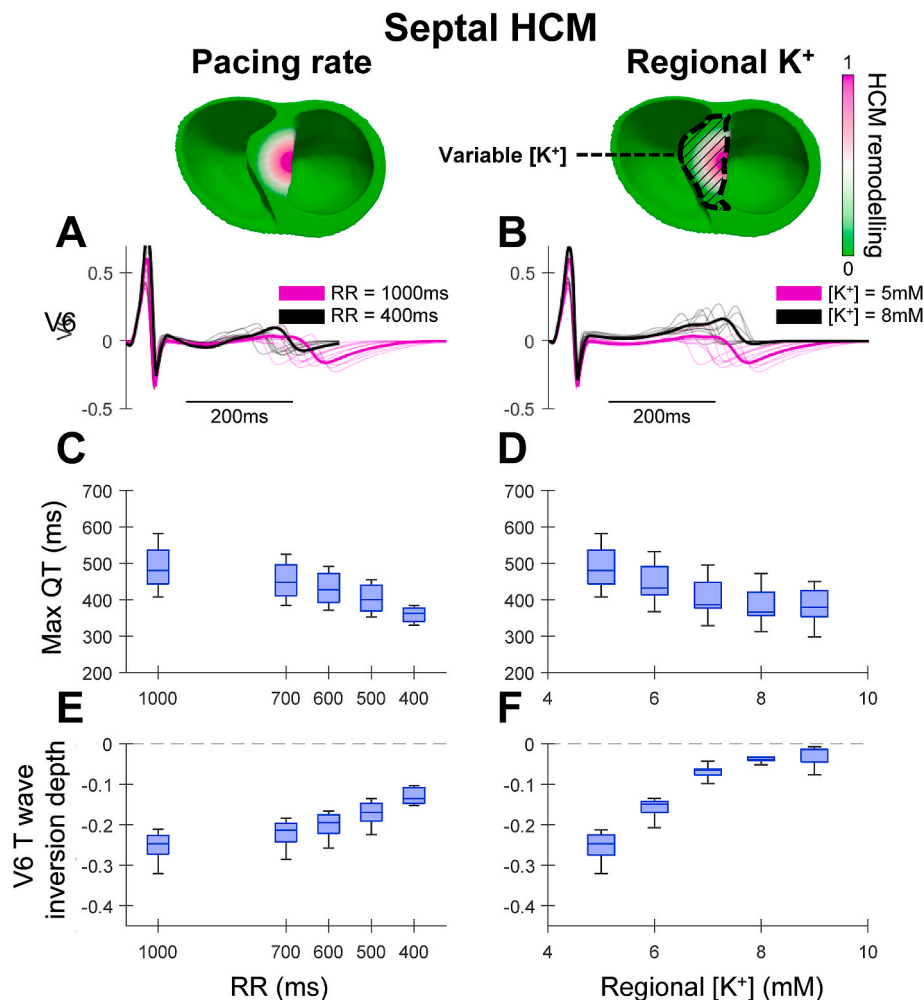 Septal HCM
Pacing rate
Regional K⁺
Variable [K⁺]
1
HCM remodelling
0
A
0.5
0
-0.5
V6
V6
RR = 1000ms
RR = 400ms
200ms
B
0.5
0
-0.5
[K⁺] = 5mM
[K⁺] = 8mM
200ms
C
Max QT (ms)
700
600
500
400
300
200
1000
700
600
500
400
D
700
600
500
400
300
200
4
6
8
10
E
V6 T wave
inversion depth
0
-0.1
-0.2
-0.3
-0.4
1000
700
600
500
400
RR (ms)
F
0
-0.1
-0.2
-0.3
-0.4
4
6
8
10
Regional [K⁺] (mM)